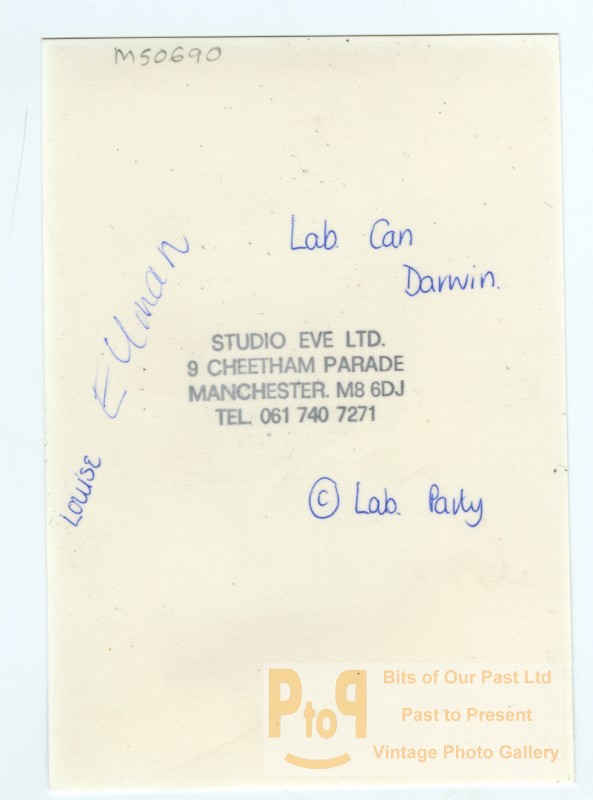 M50690
Lab Can
Darwin.
Louise Ellman
STUDIO EVE LTD.
9 CHEETHAM PARADE
MANCHESTER. M8 6DJ
TEL. 061 740 7271
© Lab. Party
PtoP
Bits of Our Past Ltd
Past to Present
Vintage Photo Gallery